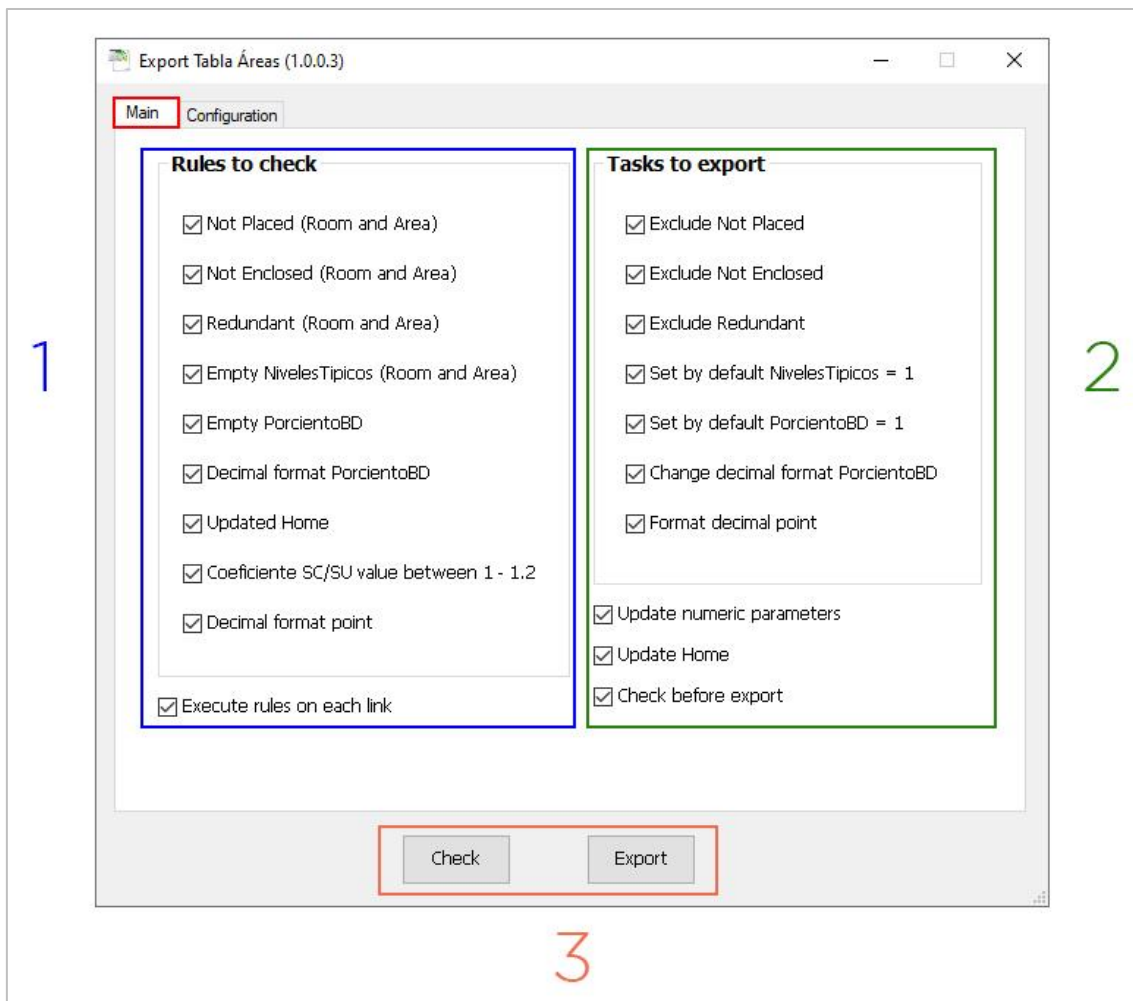 Export Tabla Áreas (1.0.0.3)
Main
Configuration
1
Rules to check
Not Placed (Room and Area)
Not Enclosed (Room and Area)
Redundant (Room and Area)
Empty NivelesTipicos (Room and Area)
Empty PorcientoBD
Decimal format PorcientoBD
Updated Home
Coeficiente SC/SU value between 1 - 1.2
Decimal format point
Execute rules on each link
Tasks to export
Exclude Not Placed
Exclude Not Enclosed
Exclude Redundant
Set by default NivelesTipicos = 1
Set by default PorcientoBD = 1
Change decimal format PorcientoBD
Format decimal point
Update numeric parameters
Update Home
Check before export
2
Check
Export
3